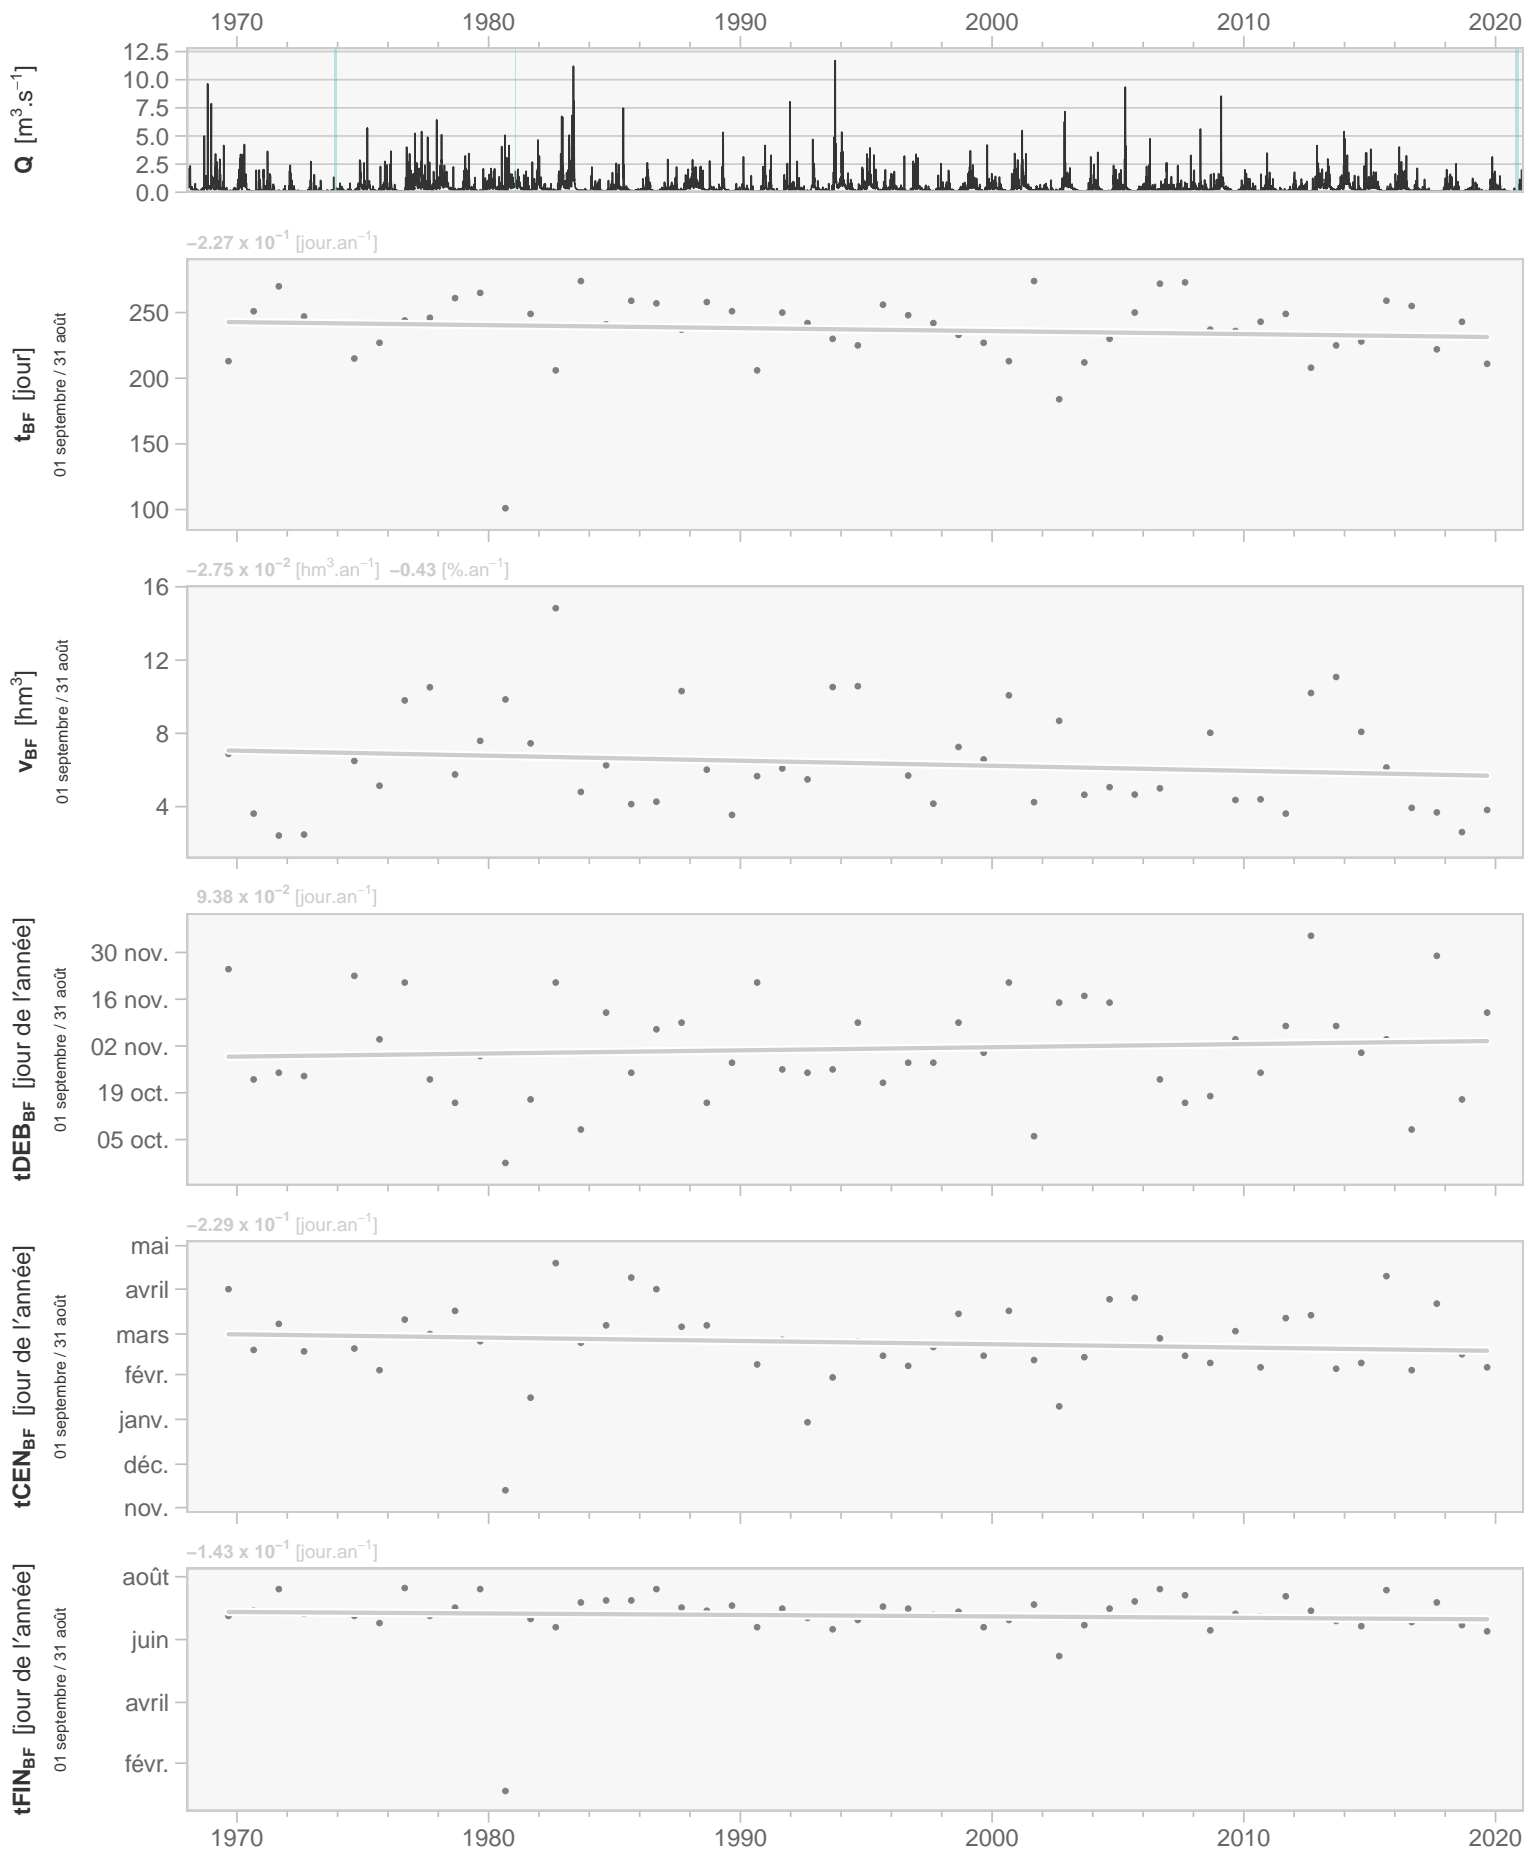 1970 1980 1990 2000 2010 2020
Q [m³.s⁻¹]
12.5
10.0
7.5
5.0
2.5
0.0
−2.27 x 10⁻¹ [jour.an⁻¹]
tBF [jour]
01 septembre / 31 août
250
200
150
100
−2.75 x 10⁻² [hm³.an⁻¹] −0.43 [%.an⁻¹]
vBF [hm³]
01 septembre / 31 août
16
12
8
4
9.38 x 10⁻² [jour.an⁻¹]
tDEBBF [jour de l'année]
01 septembre / 31 août
30 nov.
16 nov.
02 nov.
19 oct.
05 oct.
−2.29 x 10⁻¹ [jour.an⁻¹]
tCENBF [jour de l'année]
01 septembre / 31 août
mai
avril
mars
févr.
janv.
déc.
nov.
−1.43 x 10⁻¹ [jour.an⁻¹]
tFINBF [jour de l'année]
01 septembre / 31 août
août
juin
avril
févr.
1970 1980 1990 2000 2010 2020